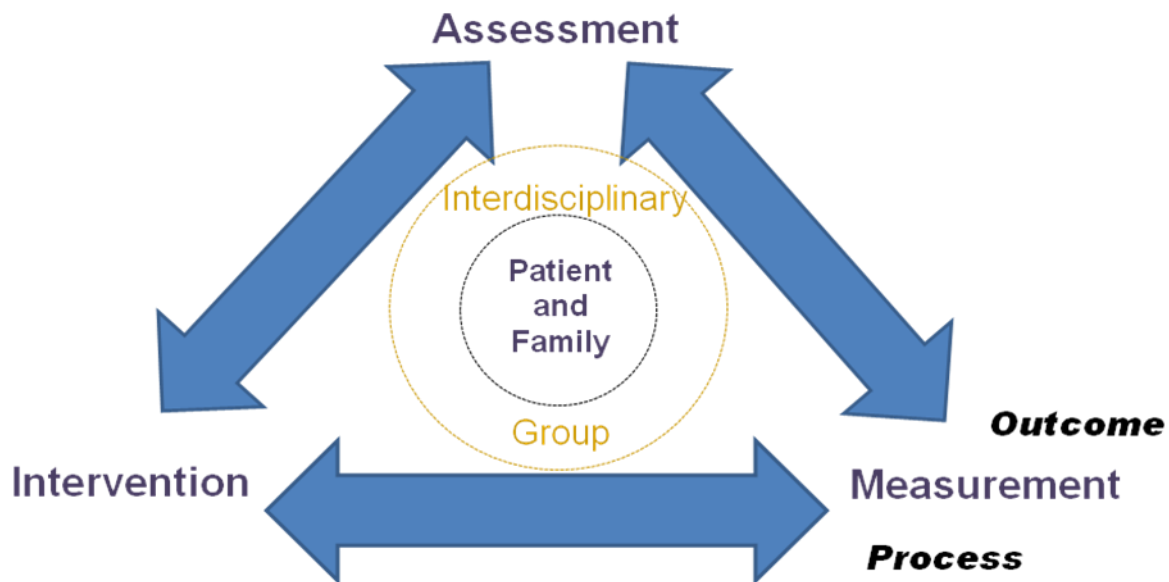 Assessment
Interdisciplinary
Patient
and
Family
Group
Outcome
Intervention
Measurement
Process